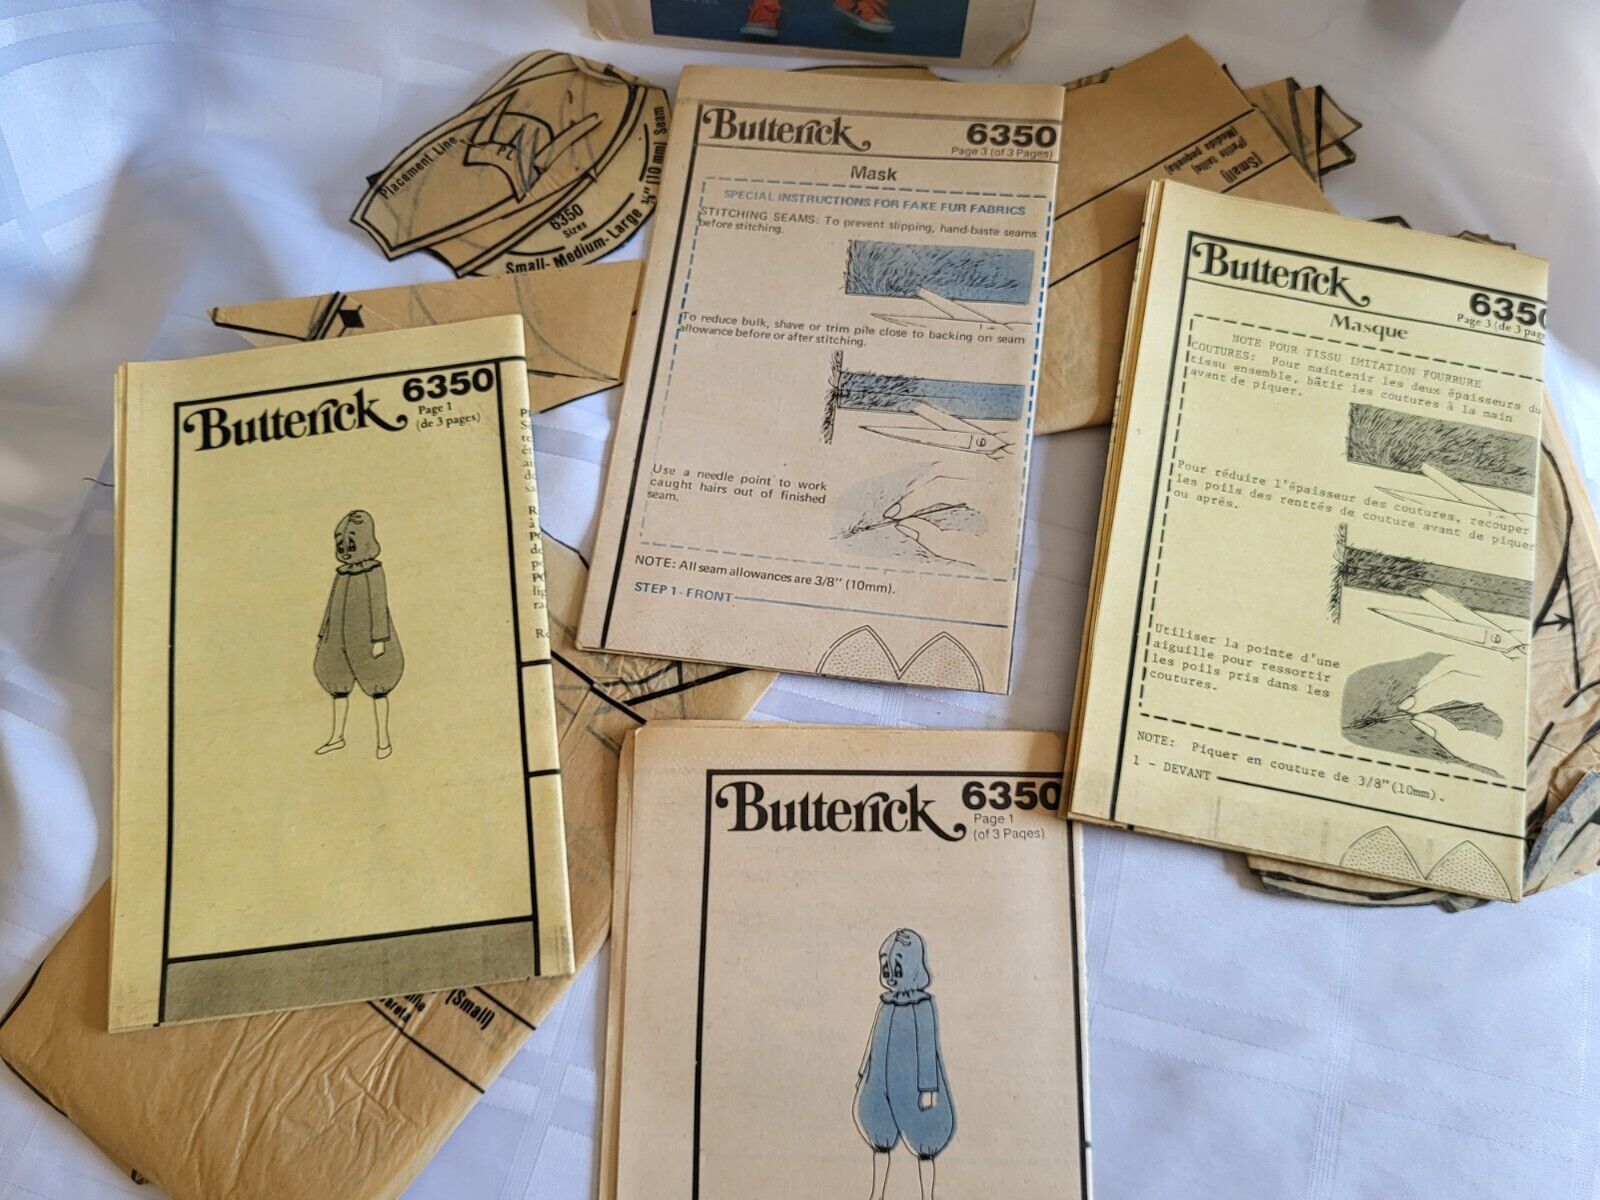 Placement Line
6350
Sizes
Small-Medium-Large
3/8" (10 mm) Seam
Butterick
6350
Page 3 (of 3 Pages)
Mask
SPECIAL INSTRUCTIONS FOR FAKE FUR FABRICS
STITCHING SEAMS: To prevent slipping, hand-baste seams
before stitching.
To reduce bulk, shave or trim pile close to backing on seam
allowance before or after stitching.
Use a needle point to work
caught hairs out of finished
seam.
NOTE: All seam allowances are 3/8" (10mm).
STEP 1 - FRONT
(Small)
(Petite taille)
(Medida pequeña)
Butterick
6350
Page 3 (de 3 page
Masque
NOTE POUR TISSU IMITATION FOURRURE
COUTURES: Pour maintenir les deux épaisseurs du
tissu ensemble, bâtir les coutures à la main
avant de piquer.
Pour réduire l'épaisseur des coutures, recouper
les poils des renttés de couture avant de piquer
ou après.
Utiliser la pointe d'une
aiguille pour ressortir
les poils pris dans les
coutures.
NOTE: Piquer en couture de 3/8"(10mm).
1 - DEVANT
Butterick
6350
Page 1
(de 3 pages)
(Small)
Butterick
6350
Page 1
(of 3 Pages)